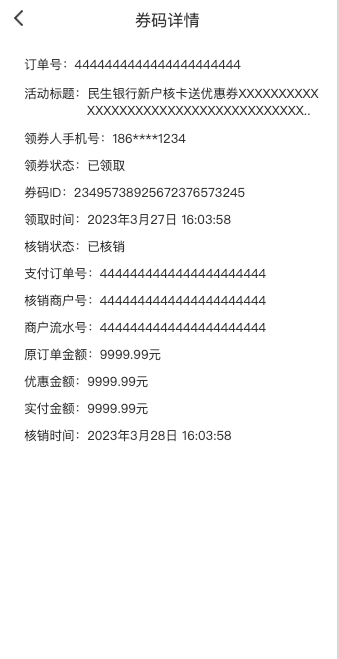 券码详情
订单号：4444444444444444444444
活动标题：民生银行新户核卡送优惠券XXXXXXXXXX
XXXXXXXXXXXXXXXXXXXXXXXXXXX..
领券人手机号：186****1234
领券状态：已领取
券码ID：23495738925672376573245
领取时间：2023年3月27日 16:03:58
核销状态：已核销
支付订单号：4444444444444444444444
核销商户号：4444444444444444444444
商户流水号：4444444444444444444444
原订单金额：9999.99元
优惠金额：9999.99元
实付金额：9999.99元
核销时间：2023年3月28日 16:03:58